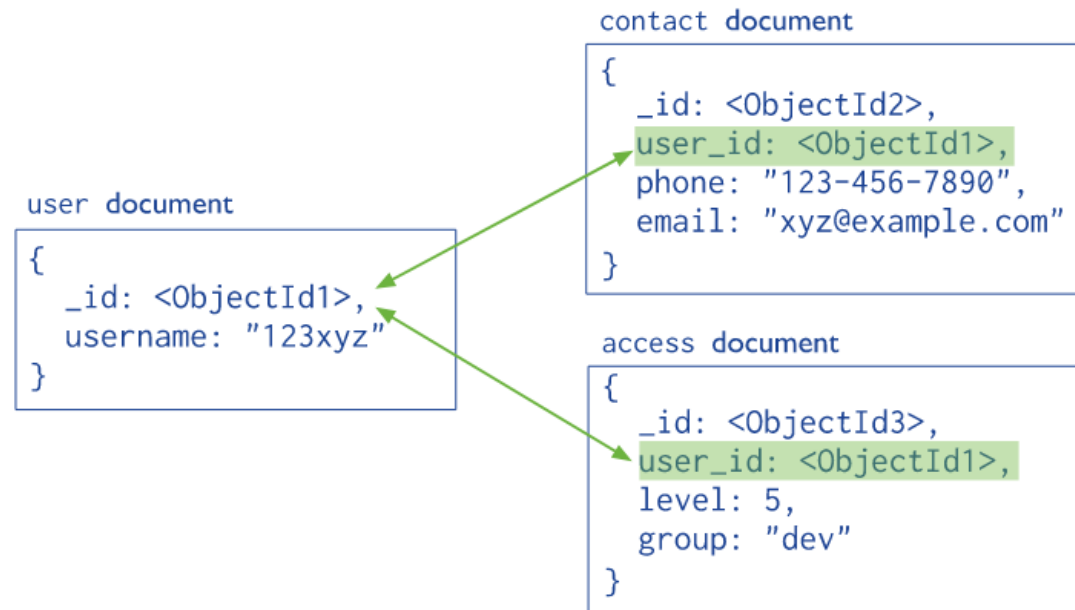 user document
{
_id: <ObjectId1>,
username: "123xyz"
}
contact document
{
_id: <ObjectId2>,
user_id: <ObjectId1>,
phone: "123-456-7890",
email: "xyz@example.com"
}
access document
{
_id: <ObjectId3>,
user_id: <ObjectId1>,
level: 5,
group: "dev"
}